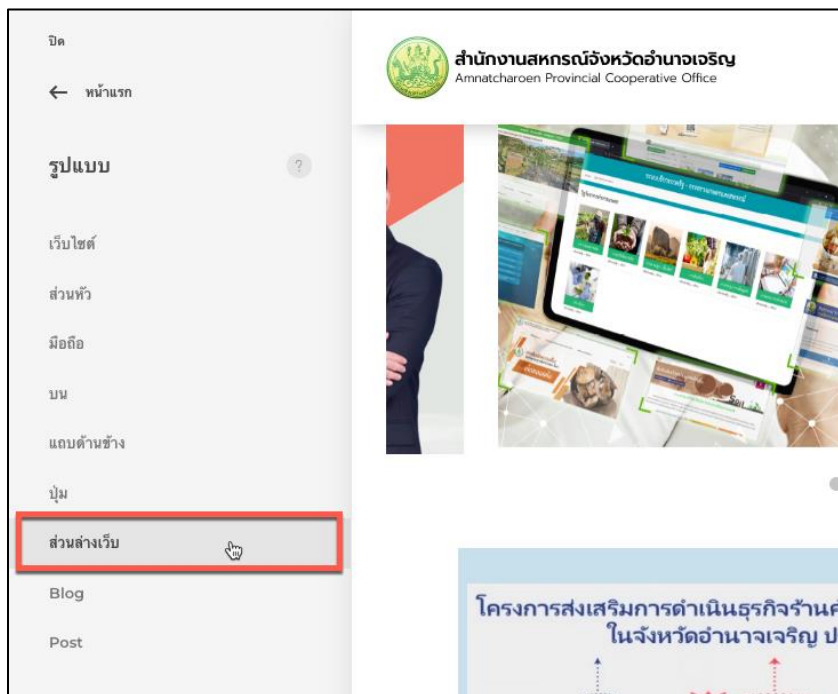 ปิด
← หน้าแรก
รูปแบบ
?
เว็บไซต์
ส่วนหัว
มือถือ
บน
แถบด้านข้าง
ปุ่ม
ส่วนล่างเว็บ
Blog
Post
สำนักงานสหกรณ์จังหวัดอำนาจเจริญ
Amnatcharoen Provincial Cooperative Office
โครงการส่งเสริมการดำเนินธุรกิจร้าน
ในจังหวัดอำนาจเจริญ